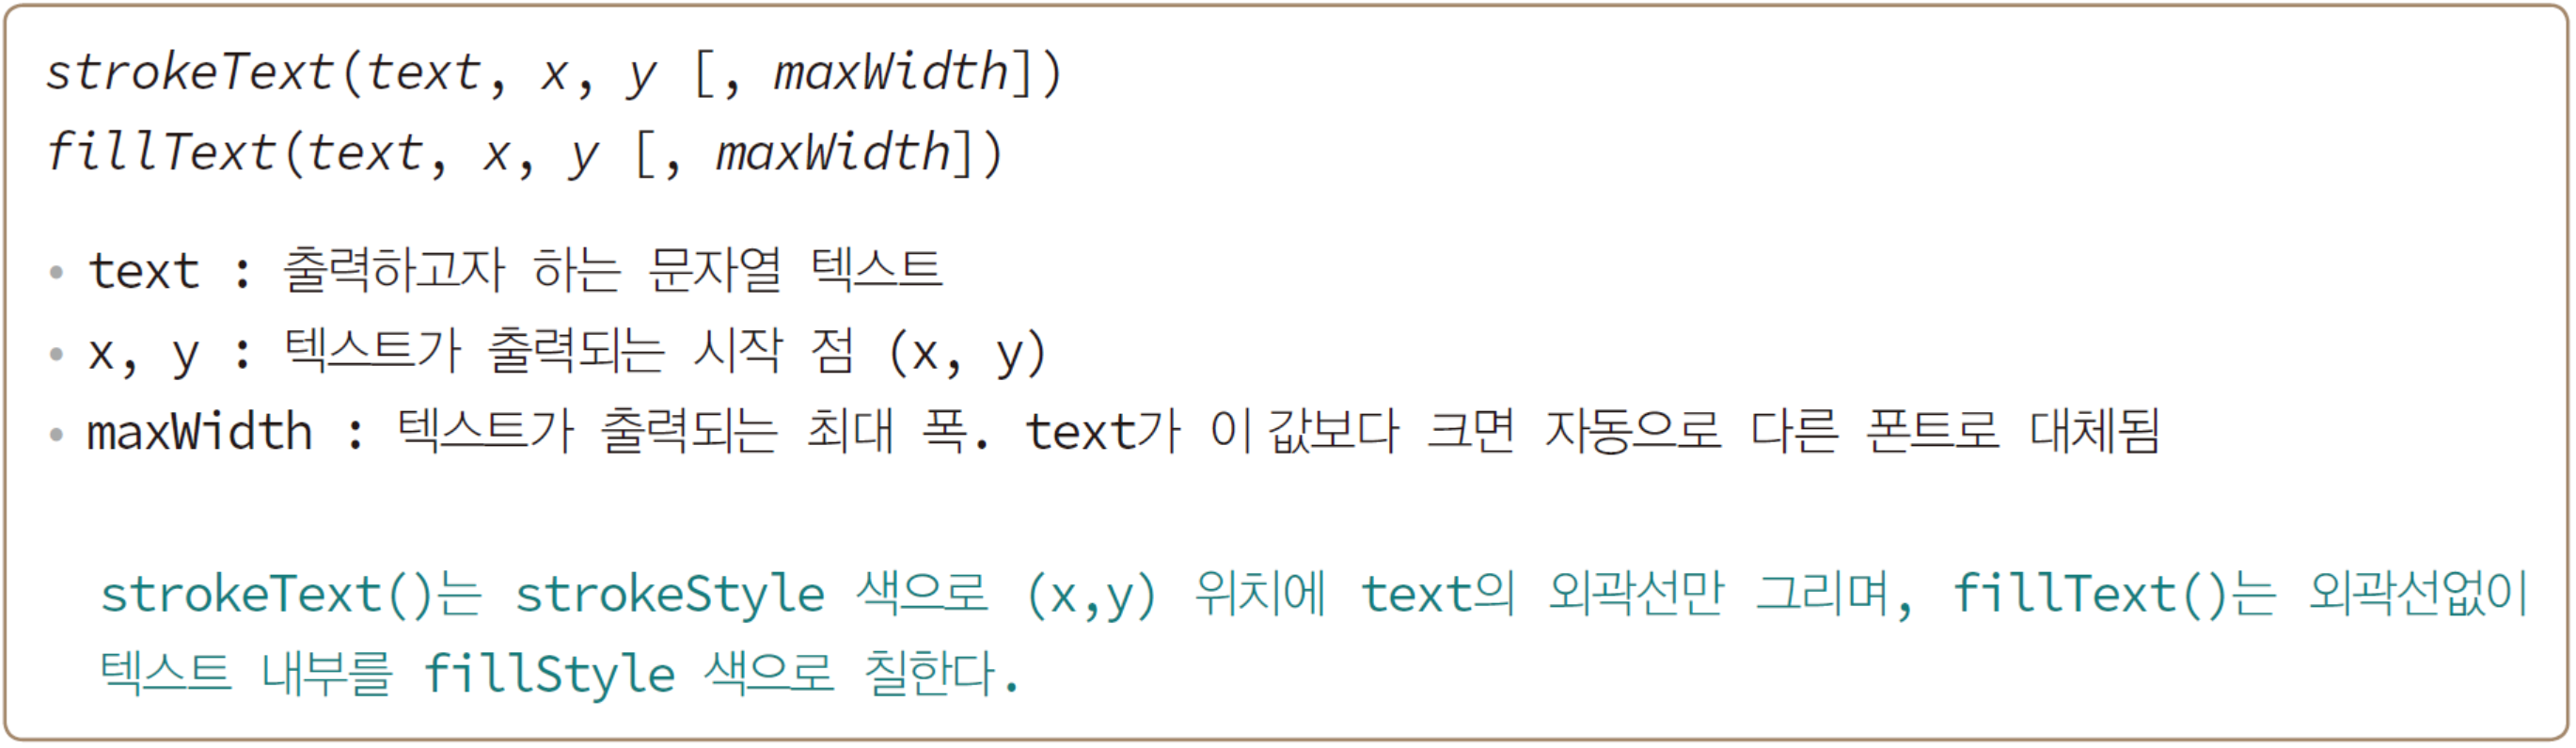 strokeText(text, x, y [, maxWidth])
fillText(text, x, y [, maxWidth])
• text : 출력하고자 하는 문자열 텍스트
• x, y : 텍스트가 출력되는 시작 점 (x, y)
• maxWidth : 텍스트가 출력되는 최대 폭. text가 이 값보다 크면 자동으로 다른 폰트로 대체됨
strokeText()는 strokeStyle 색으로 (x,y) 위치에 text의 외곽선만 그리며, fillText()는 외곽선없이
텍스트 내부를 fillStyle 색으로 칠한다.